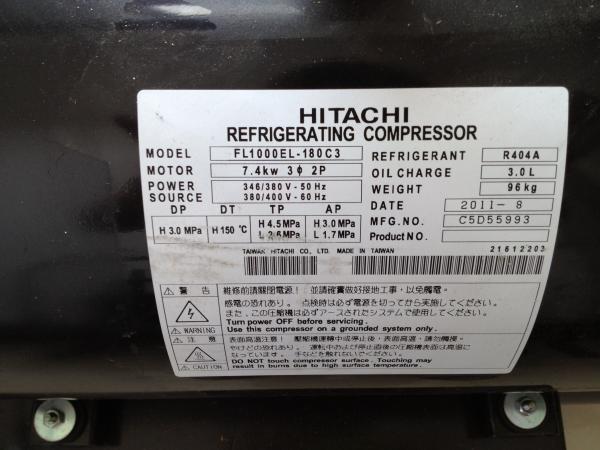 HITACHI
REFRIGERATING COMPRESSOR
MODEL FL1000EL-180C3
REFRIGERANT R404A
MOTOR 7.4kw 3ϕ 2P
OIL CHARGE 3.0L
POWER SOURCE 346/380V - 50Hz
380/400V - 60Hz
WEIGHT 96kg
DATE 2011- 8
DP DT TP AP
H 3.0 MPa H 150 ℃ H 4.5 MPa H 3.0 MPa
L 2.6 MPa L 1.7 MPa
MFG.NO. C5D55993
Product NO.
TAIWAN HITACHI CO., LTD. MADE IN TAIWAN
21612203
⚠ 警告
維修前請關閉電源！並請確實做好接地工事，以免觸電。
感電の恐れあり。点検時は必ず電源を切ってから実施してください。
また、この圧縮機は必ずアースされたシステムで使用してください。
⚠ WARNING
Turn power OFF before servicing.
Use this compressor on a grounded system only.
⚠ 注意
表面高溫注意！壓縮機運轉中或停止後，表面高溫，請勿觸摸。
やけどの恐れあり。運転中および停止直後の圧縮機表面は高温に
なっています。手などを触れないでください。
⚠ CAUTION
DO NOT touch compressor surface. Touching may
result in burns due to high surface temperature.